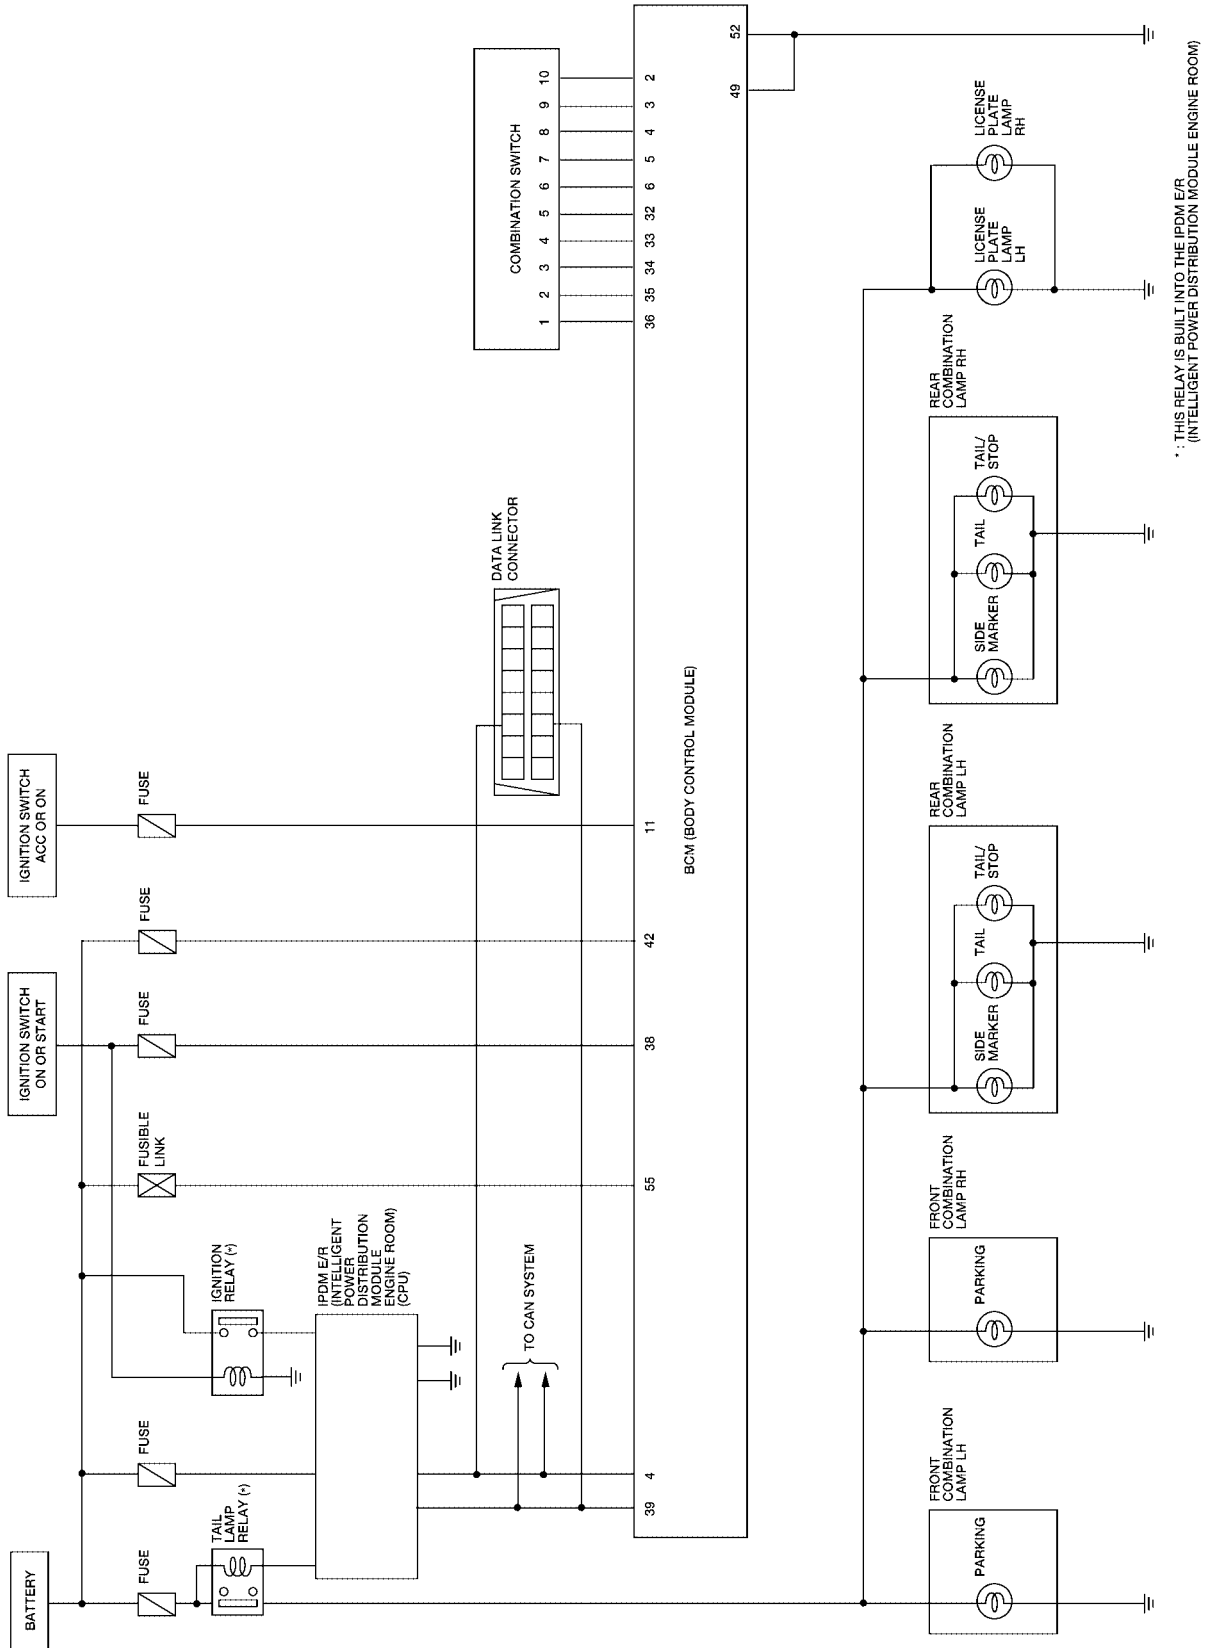 BATTERY
FUSE
TAIL
LAMP
RELAY (*)
FUSE
IGNITION
RELAY (*)
IPDM E/R
(INTELLIGENT
POWER
DISTRIBUTION
MODULE
ENGINE ROOM)
(CPU)
TO CAN SYSTEM
FUSIBLE
LINK
IGNITION SWITCH
ON OR START
FUSE
FUSE
IGNITION SWITCH
ACC OR ON
FUSE
DATA LINK
CONNECTOR
COMBINATION SWITCH
1
2
3
4
5
6
7
8
9
10
39
4
55
38
42
11
36
35
34
33
32
6
5
4
3
2
BCM (BODY CONTROL MODULE)
49
52
FRONT
COMBINATION
LAMP LH
PARKING
FRONT
COMBINATION
LAMP RH
PARKING
REAR
COMBINATION
LAMP LH
SIDE
MARKER
TAIL
TAIL/
STOP
REAR
COMBINATION
LAMP RH
SIDE
MARKER
TAIL
TAIL/
STOP
LICENSE
PLATE
LAMP
LH
LICENSE
PLATE
LAMP
RH
* : THIS RELAY IS BUILT INTO THE IPDM E/R
(INTELLIGENT POWER DISTRIBUTION MODULE ENGINE ROOM)